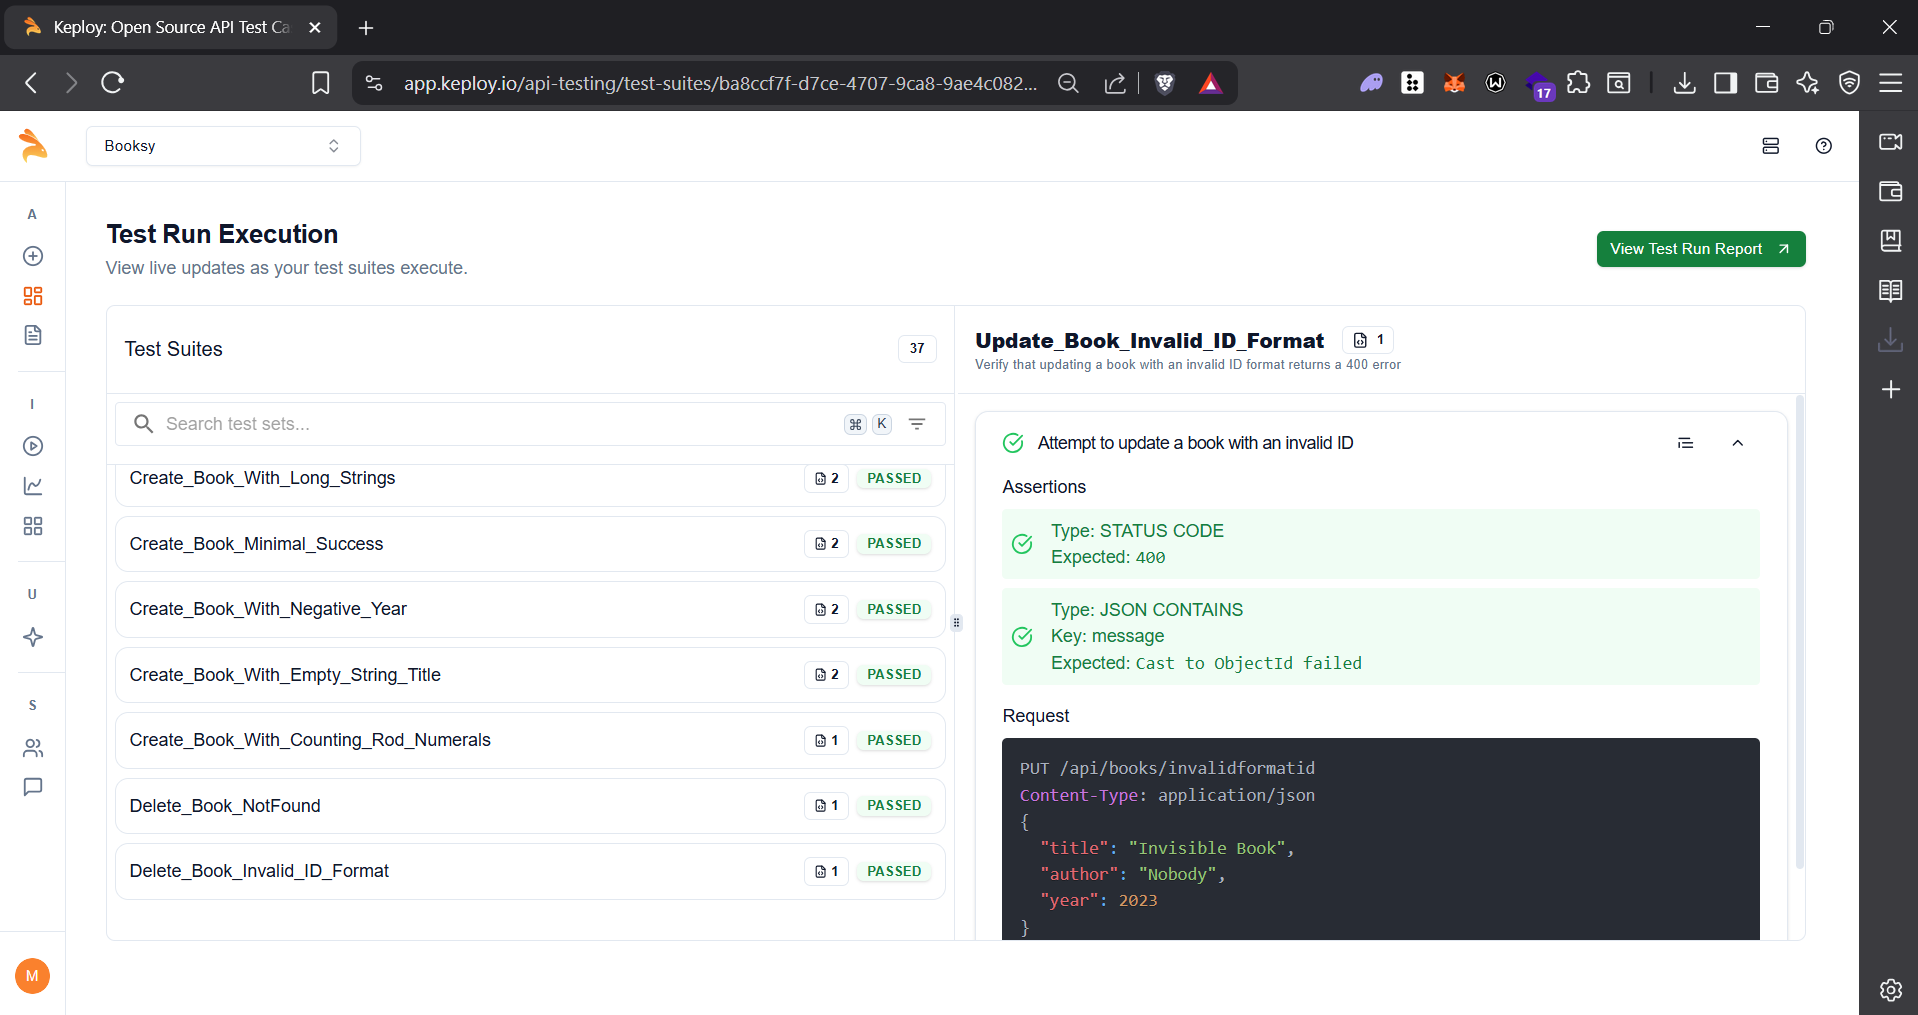 Keploy: Open Source API Test Ca
app.keploy.io/api-testing/test-suites/ba8ccf7f-d7ce-4707-9ca8-9ae4c082...
17
Booksy
A
I
U
S
M
Test Run Execution
View live updates as your test suites execute.
View Test Run Report
Test Suites
37
Search test sets...
⌘ K
Create_Book_With_Long_Strings 2 PASSED
Create_Book_Minimal_Success 2 PASSED
Create_Book_With_Negative_Year 2 PASSED
Create_Book_With_Empty_String_Title 2 PASSED
Create_Book_With_Counting_Rod_Numerals 1 PASSED
Delete_Book_NotFound 1 PASSED
Delete_Book_Invalid_ID_Format 1 PASSED
Update_Book_Invalid_ID_Format 1
Verify that updating a book with an invalid ID format returns a 400 error
Attempt to update a book with an invalid ID
Assertions
Type: STATUS CODE
Expected: 400
Type: JSON CONTAINS
Key: message
Expected: Cast to ObjectId failed
Request
PUT /api/books/invalidformatid
Content-Type: application/json
{
"title": "Invisible Book",
"author": "Nobody",
"year": 2023
}